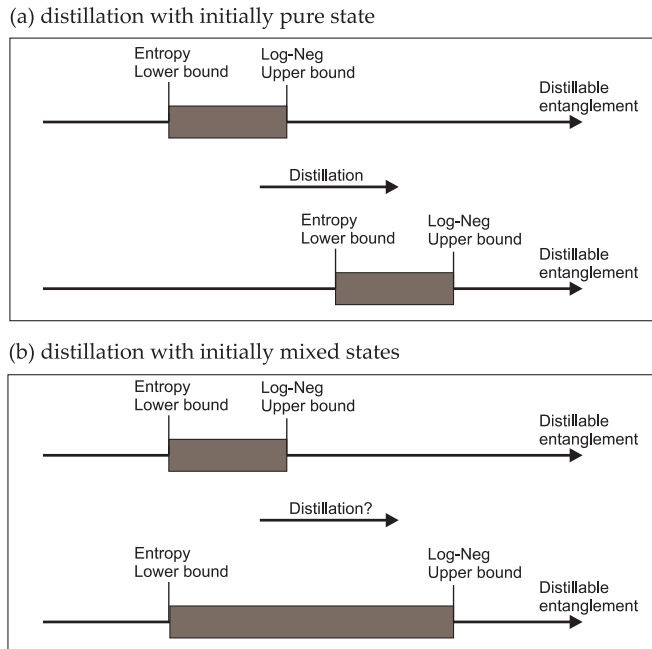 (a) distillation with initially pure state
Entropy
Lower bound
Log-Neg
Upper bound
Distillable
entanglement
Distillation
Entropy
Lower bound
Log-Neg
Upper bound
Distillable
entanglement
(b) distillation with initially mixed states
Entropy
Lower bound
Log-Neg
Upper bound
Distillable
entanglement
Distillation?
Entropy
Lower bound
Log-Neg
Upper bound
Distillable
entanglement